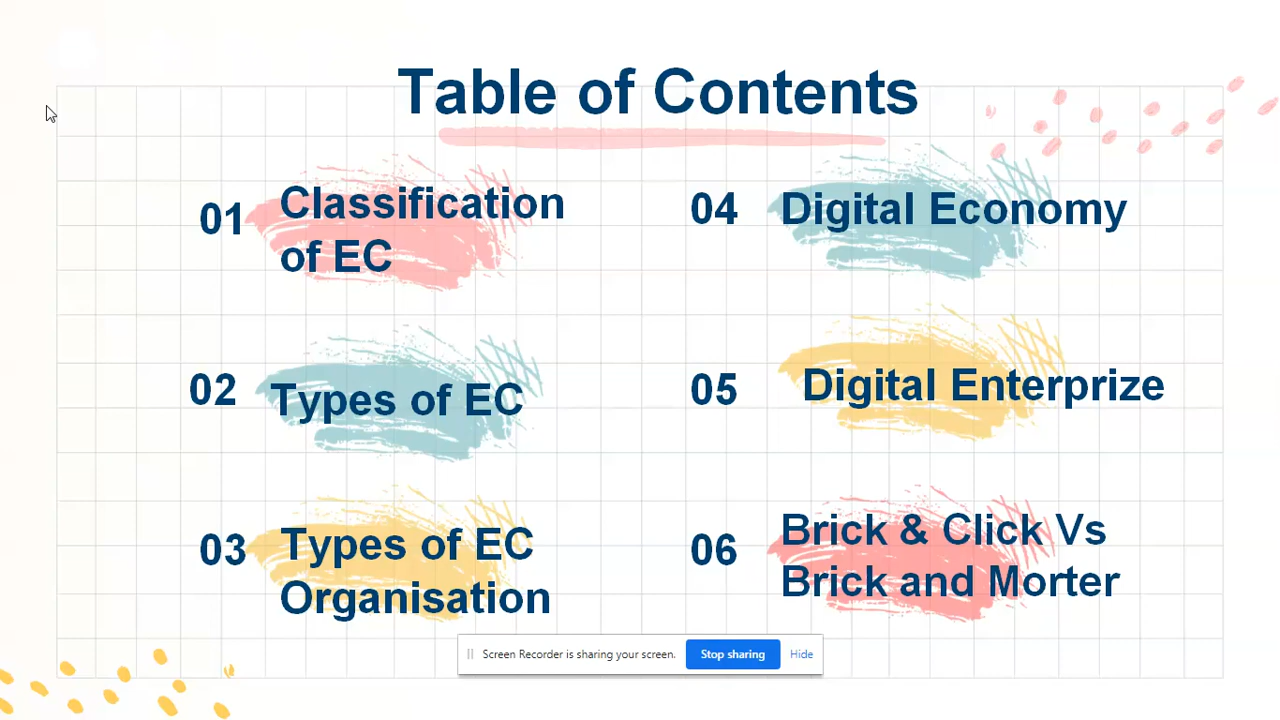 Table of Contents
01
Classification
of EC
02
Types of EC
03
Types of EC
Organisation
04
Digital Economy
05
Digital Enterprize
06
Brick & Click Vs
Brick and Morter
Screen Recorder is sharing your screen.
Stop sharing
Hide